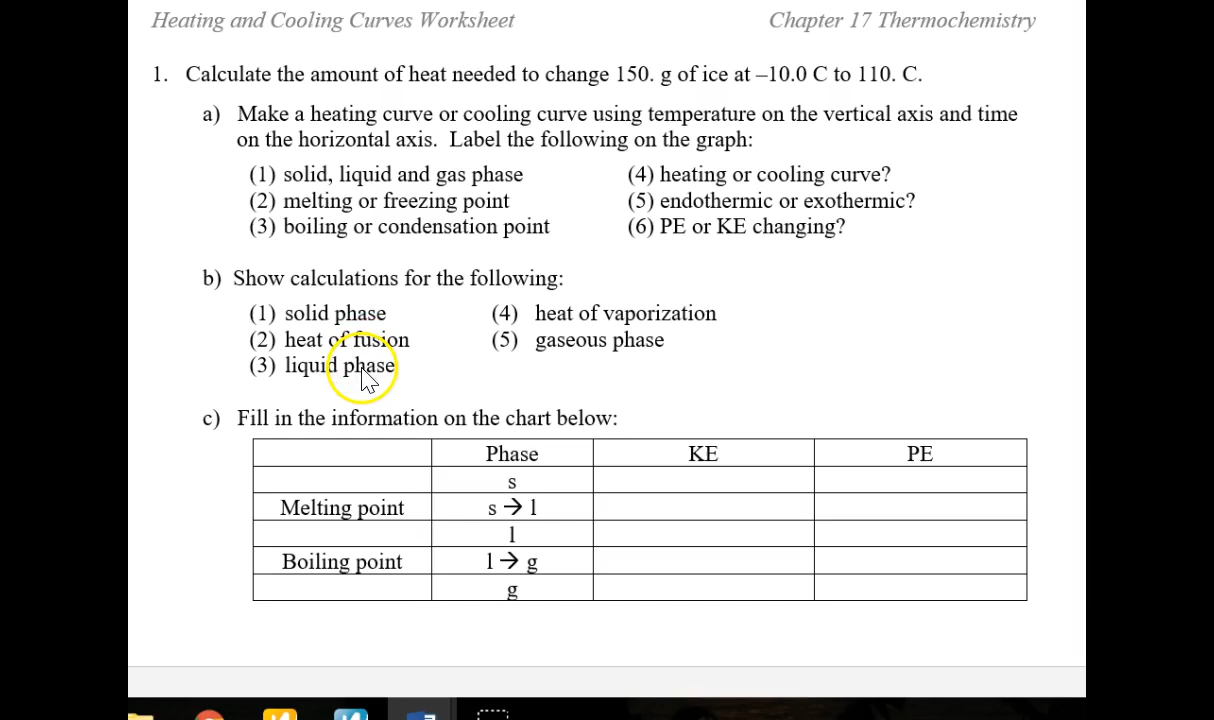 Heating and Cooling Curves Worksheet Chapter 17 Thermochemistry
1. Calculate the amount of heat needed to change 150. g of ice at –10.0 C to 110. C.
a) Make a heating curve or cooling curve using temperature on the vertical axis and time
on the horizontal axis. Label the following on the graph:
(1) solid, liquid and gas phase (4) heating or cooling curve?
(2) melting or freezing point (5) endothermic or exothermic?
(3) boiling or condensation point (6) PE or KE changing?
b) Show calculations for the following:
(1) solid phase (4) heat of vaporization
(2) heat of fusion (5) gaseous phase
(3) liquid phase
c) Fill in the information on the chart below:
Phase KE PE
s
Melting point s → l
l
Boiling point l → g
g